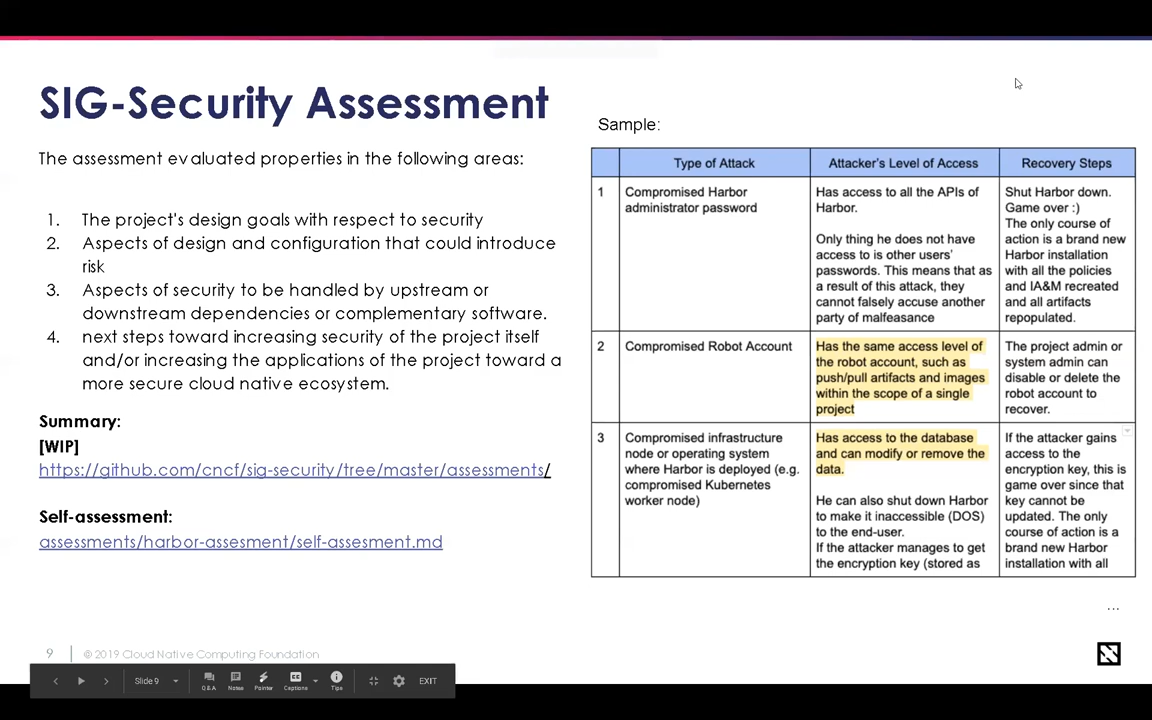 SIG-Security Assessment
The assessment evaluated properties in the following areas:
1. The project's design goals with respect to security
2. Aspects of design and configuration that could introduce
risk
3. Aspects of security to be handled by upstream or
downstream dependencies or complementary software.
4. next steps toward increasing security of the project itself
and/or increasing the applications of the project toward a
more secure cloud native ecosystem.
Summary:
[WIP]
https://github.com/cncf/sig-security/tree/master/assessments/
Self-assessment:
assessments/harbor-assesment/self-assesment.md
Sample:
Type of Attack
Attacker's Level of Access
Recovery Steps
1
Compromised Harbor
administrator password
Has access to all the APIs of
Harbor.
Only thing he does not have
access to is other users'
passwords. This means that as
a result of this attack, they
cannot falsely accuse another
party of malfeasance
Shut Harbor down.
Game over :)
The only course of
action is a brand new
Harbor installation
with all the policies
and IA&M recreated
and all artifacts
repopulated.
2
Compromised Robot Account
Has the same access level of
the robot account, such as
push/pull artifacts and images
within the scope of a single
project
The project admin or
system admin can
disable or delete the
robot account to
recover.
3
Compromised infrastructure
node or operating system
where Harbor is deployed (e.g.
compromised Kubernetes
worker node)
Has access to the database
and can modify or remove the
data.
He can also shut down Harbor
to make it inaccessible (DOS)
to the end-user.
If the attacker manages to get
the encryption key (stored as
If the attacker gains
access to the
encryption key, this is
game over since that
key cannot be
updated. The only
course of action is a
brand new Harbor
installation with all
...
9
© 2019 Cloud Native Computing Foundation
Slide 9
Q&A
Notes
Pointer
Captions
Tips
EXIT